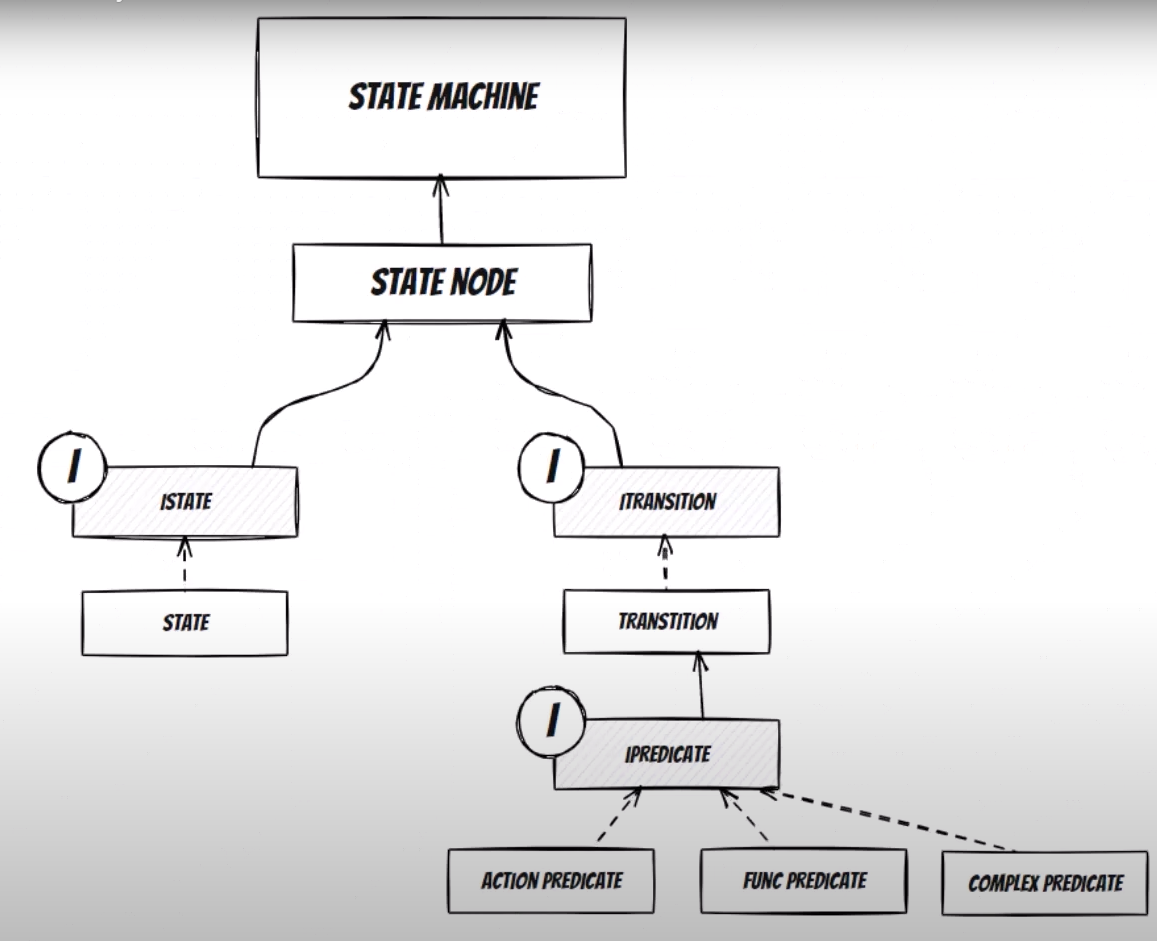 STATE MACHINE
STATE NODE
I
ISTATE
I
ITRANSITION
STATE
TRANSTITION
I
IPREDICATE
ACTION PREDICATE
FUNC PREDICATE
COMPLEX PREDICATE